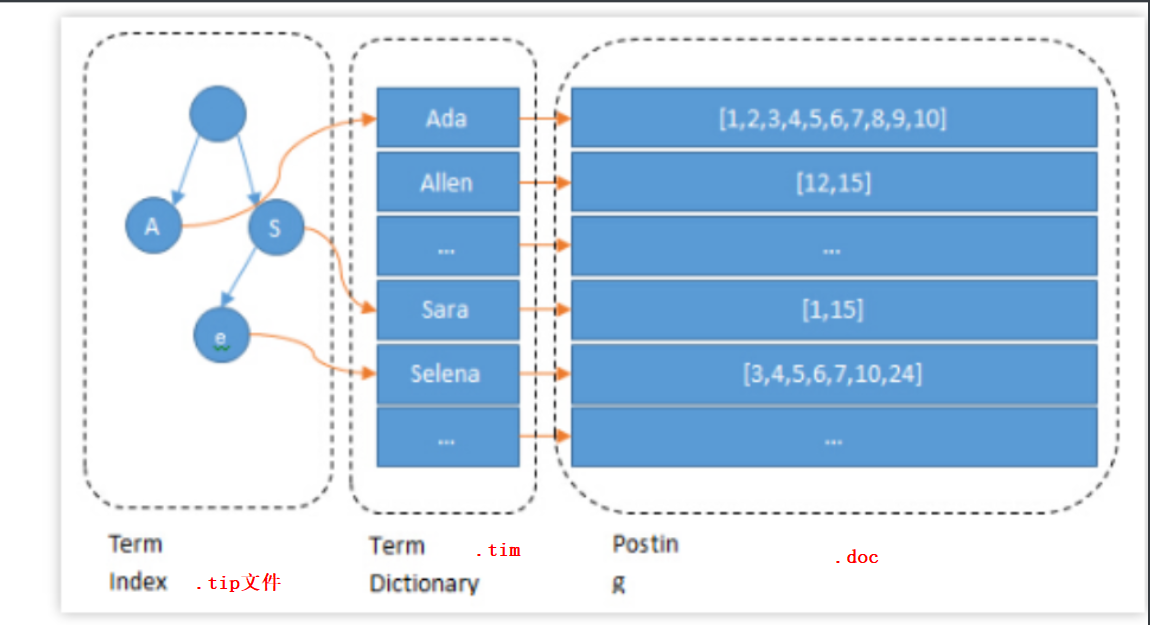 Ada
[1,2,3,4,5,6,7,8,9,10]
Allen
[12,15]
...
...
A
S
Sara
[1,15]
e
Selena
[3,4,5,6,7,10,24]
...
...
Term
Index .tip文件
Term .tim
Dictionary
Postin
g
.doc